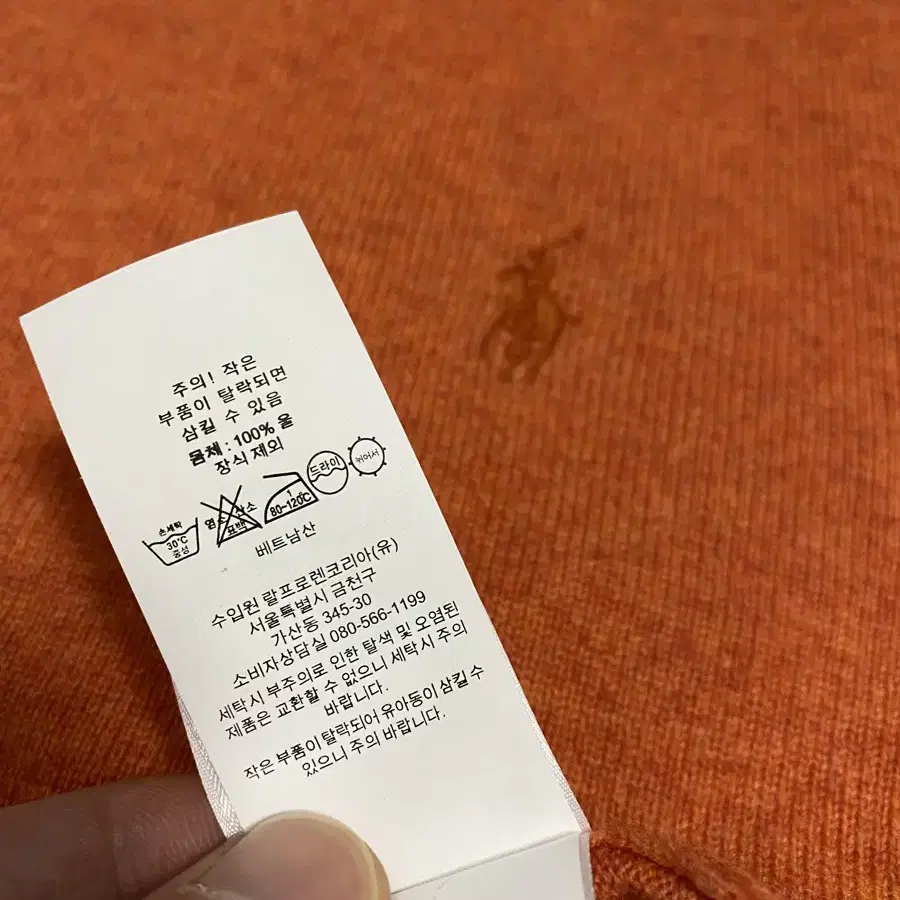 주의! 작은
부품이 탈락되면
삼킬 수 있음
몸체 : 100% 울
장식 제외
손세탁
30°C
중성
염소 산소
표백
1
80~120°C
드라이
뉘어서
베트남산
수입원 랄프로렌코리아(유)
서울특별시 금천구
가산동 345-30
소비자상담실 080-566-1199
세탁시 부주의로 인한 탈색 및 오염된
제품은 교환할 수 없으니 세탁시 주의
바랍니다.
작은 부품이 탈락되어 유아동이 삼킬 수
있으니 주의 바랍니다.